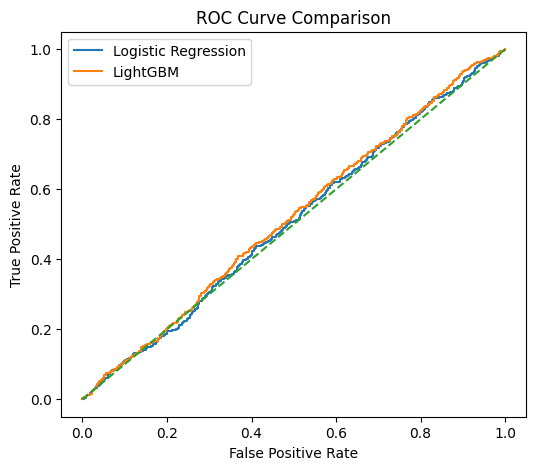 ROC Curve Comparison
Logistic Regression
LightGBM
True Positive Rate
1.0
0.8
0.6
0.4
0.2
0.0
0.0 0.2 0.4 0.6 0.8 1.0
False Positive Rate